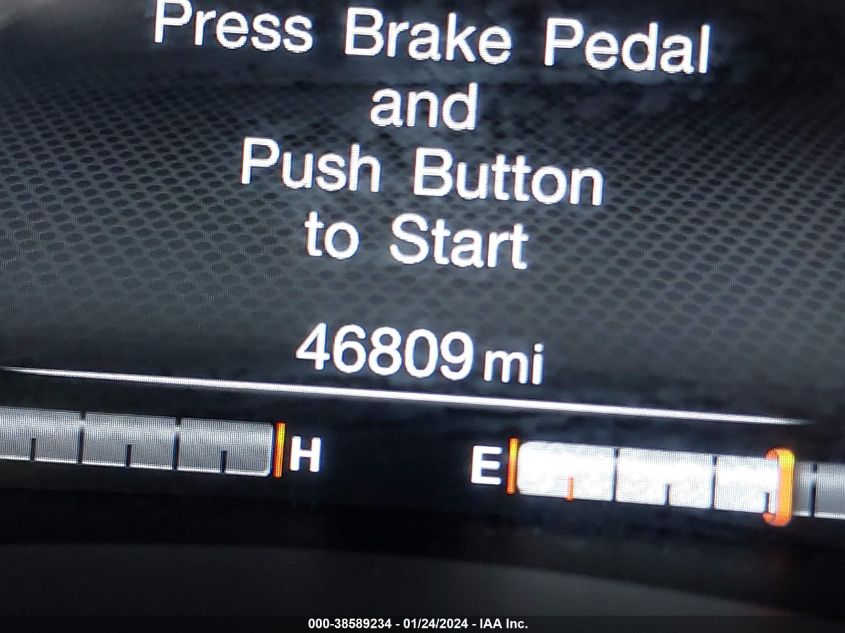 Press Brake Pedal
and
Push Button
to Start
46809 mi
H E
000-38589234 - 01/24/2024 - IAA Inc.